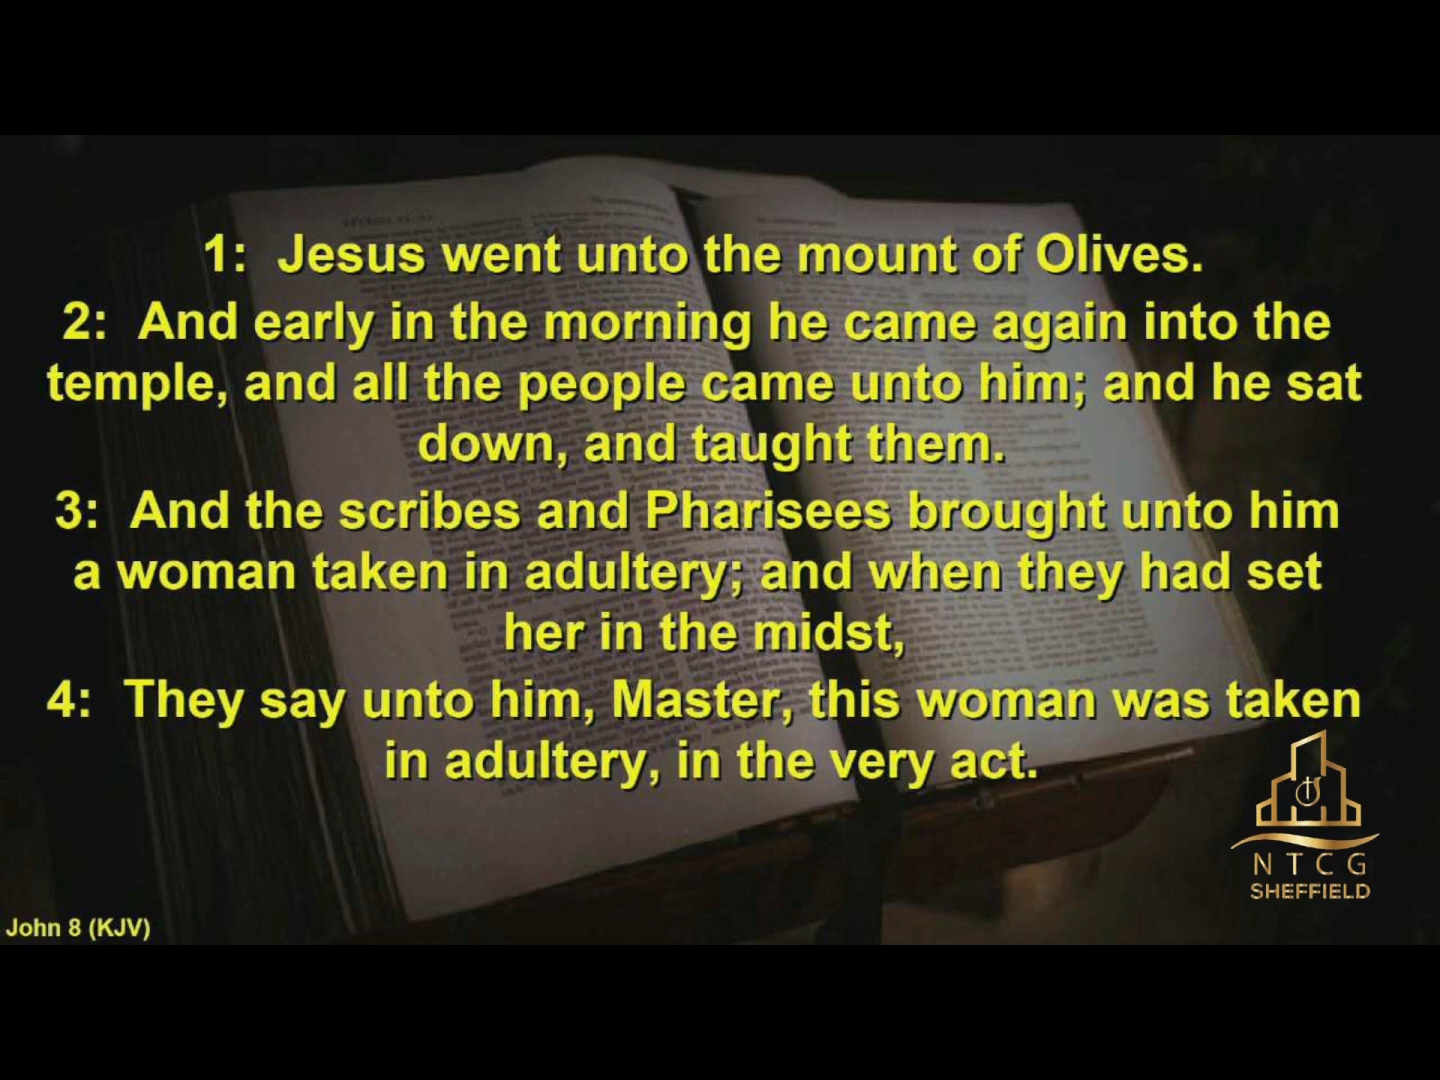 1: Jesus went unto the mount of Olives.
2: And early in the morning he came again into the
temple, and all the people came unto him; and he sat
down, and taught them.
3: And the scribes and Pharisees brought unto him
a woman taken in adultery; and when they had set
her in the midst,
4: They say unto him, Master, this woman was taken
in adultery, in the very act.
NTCG
SHEFFIELD
John 8 (KJV)